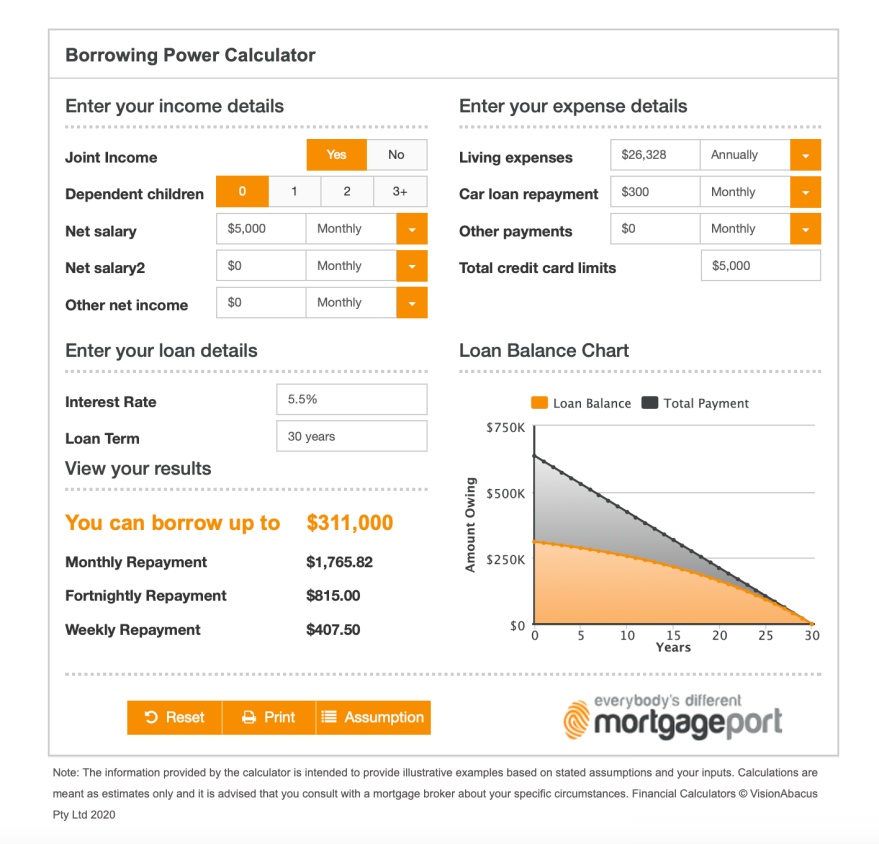 Borrowing Power Calculator
Enter your income details
Joint Income Yes No
Dependent children 0 1 2 3+
Net salary $5,000 Monthly
Net salary2 $0 Monthly
Other net income $0 Monthly
Enter your expense details
Living expenses $26,328 Annually
Car loan repayment $300 Monthly
Other payments $0 Monthly
Total credit card limits $5,000
Enter your loan details
Interest Rate 5.5%
Loan Term 30 years
View your results
You can borrow up to $311,000
Monthly Repayment $1,765.82
Fortnightly Repayment $815.00
Weekly Repayment $407.50
Loan Balance Chart
Loan Balance Total Payment
Amount Owing
$750K
$500K
$250K
$0
0 5 10 15 20 25 30
Years
Reset Print Assumption
everybody's different
mortgageport
Note: The information provided by the calculator is intended to provide illustrative examples based on stated assumptions and your inputs. Calculations are
meant as estimates only and it is advised that you consult with a mortgage broker about your specific circumstances. Financial Calculators © VisionAbacus
Pty Ltd 2020